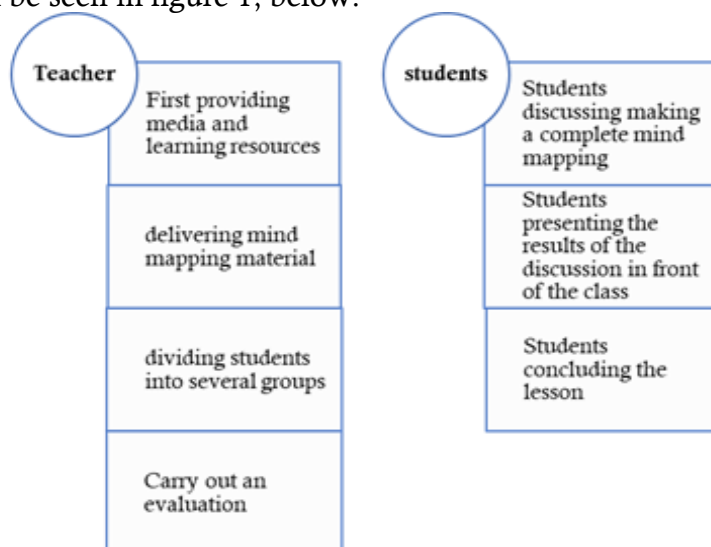 be seen in figure 1, below.
Teacher
First providing
media and
learning resources
delivering mind
mapping material
dividing students
into several groups
Carry out an
evaluation
students
Students
discussing making
a complete mind
mapping
Students
presenting the
results of the
discussion in front
of the class
Students
concluding the
lesson